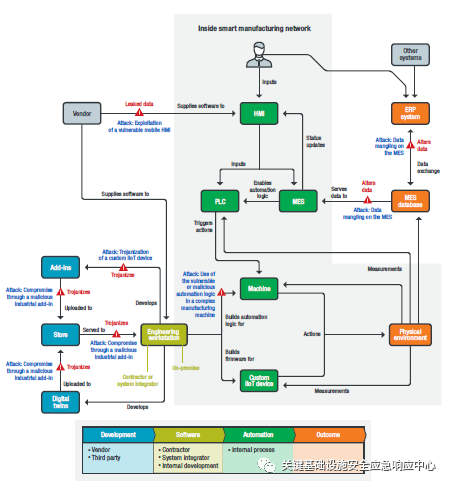 Inside smart manufacturing network
Other
systems
Inputs
Leaked data
Vendor
Supplies software to
HMI
ERP
system
Attack: Exploitation
of a vulnerable mobile HMI
Status
updates
Attack: Data
mangling on
the MES
Alters
data
Inputs
Data
exchange
Supplies software to
Enables
automation
logic
Serves
data to
Alters
data
PLC
MES
MES
database
Triggers
actions
Attack: Data
mangling on the MES
Attack: Trojanization
of a custom IIoT device
Add-ins
Trojanizes
Attack: Use of
the vulnerable
or malicious
automation logic
in a complex
manufacturing
machine
Measurements
Attack: Compromise
through a malicious
industrial add-in
Trojanizes
Machine
Uploaded to
Develops
Trojanizes
Builds automation
logic for
Store
Served to
Engineering
workstation
Actions
Physical
environment
Attack: Compromise
through a malicious
industrial add-in
Attack: Compromise
through a malicious
industrial add-in
Trojanizes
Builds
firmware for
On-premise
Uploaded to
Contractor or
system integrator
Custom
IIoT device
Measurements
Digital
twins
Develops
Development
Software
Automation
Outcome
• Vendor
• Third party
• Contractor
• System integrator
• Internal development
• Internal process
关键基础设施安全应急响应中心